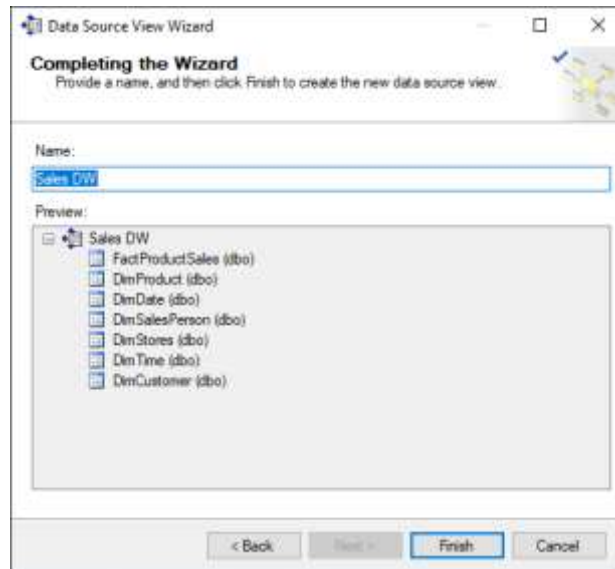 Data Source View Wizard
Completing the Wizard
Provide a name, and then click Finish to create the new data source view.
Name:
Sales DW
Preview:
Sales DW
FactProductSales (dbo)
DimProduct (dbo)
DimDate (dbo)
DimSalesPerson (dbo)
DimStores (dbo)
DimTime (dbo)
DimCustomer (dbo)
< Back
Next >
Finish
Cancel